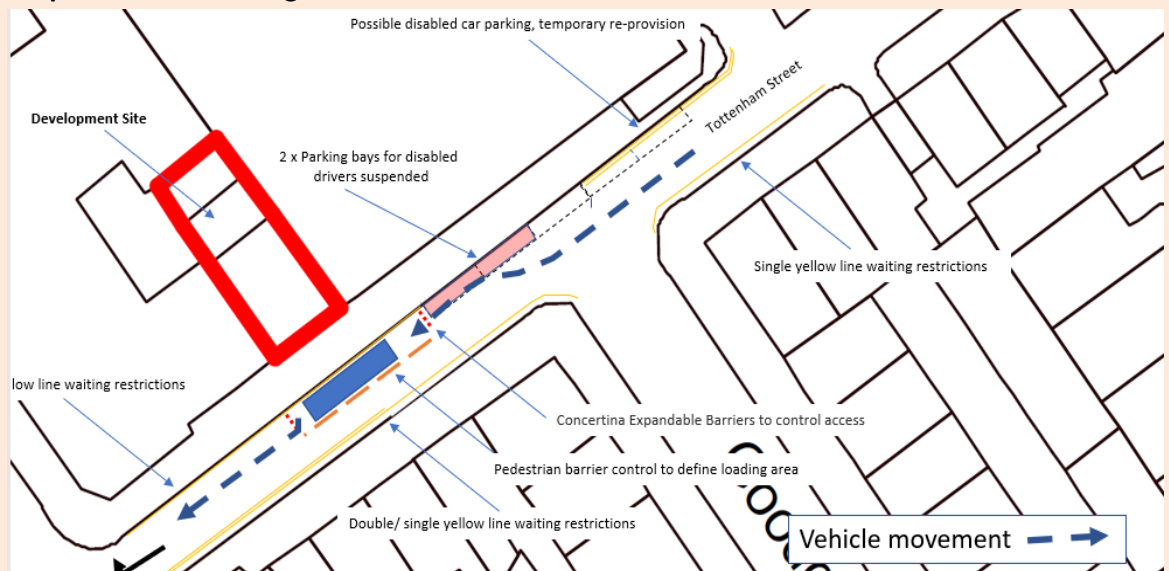 Possible disabled car parking, temporary re-provision
Tottenham Street
Development Site
2 x Parking bays for disabled
drivers suspended
Single yellow line waiting restrictions
low line waiting restrictions
Concertina Expandable Barriers to control access
Pedestrian barrier control to define loading area
Double/ single yellow line waiting restrictions
Vehicle movement